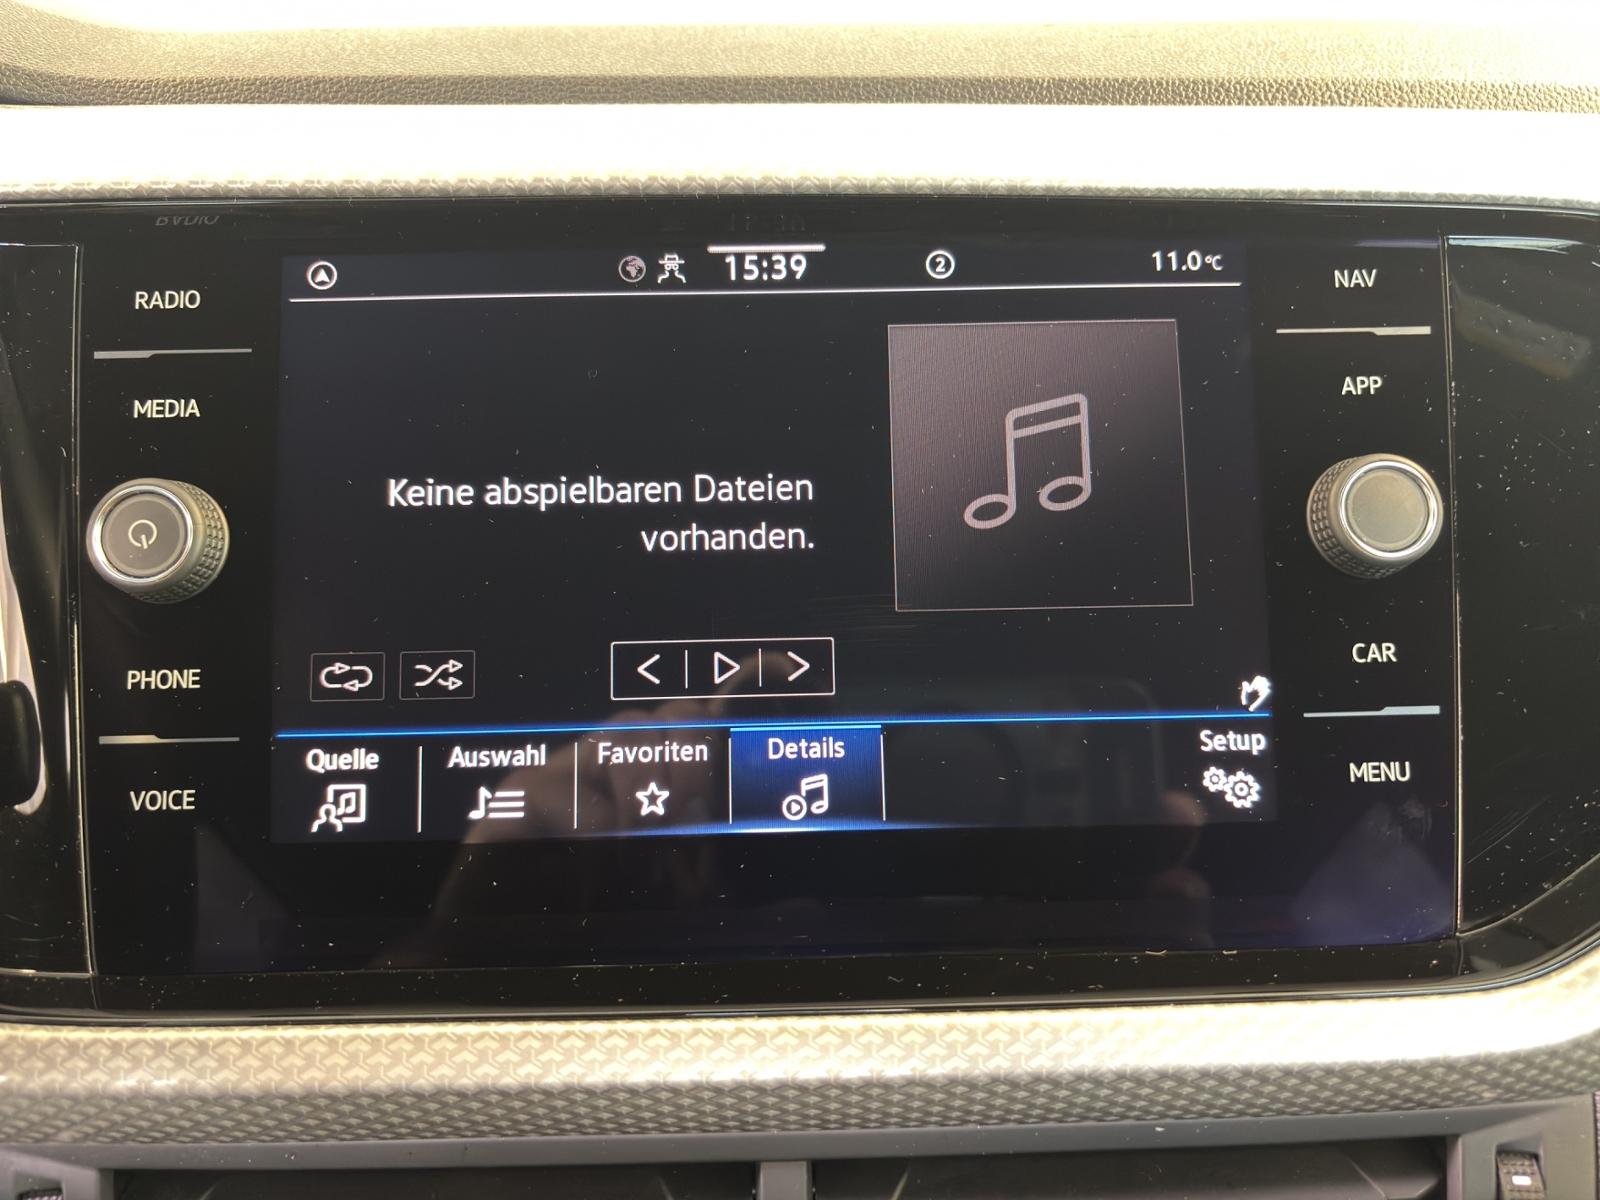 RADIO
MEDIA
PHONE
VOICE
15:39
2
11.0°C
Keine abspielbaren Dateien
vorhanden.
Quelle
Auswahl
Favoriten
Details
Setup
NAV
APP
CAR
MENU